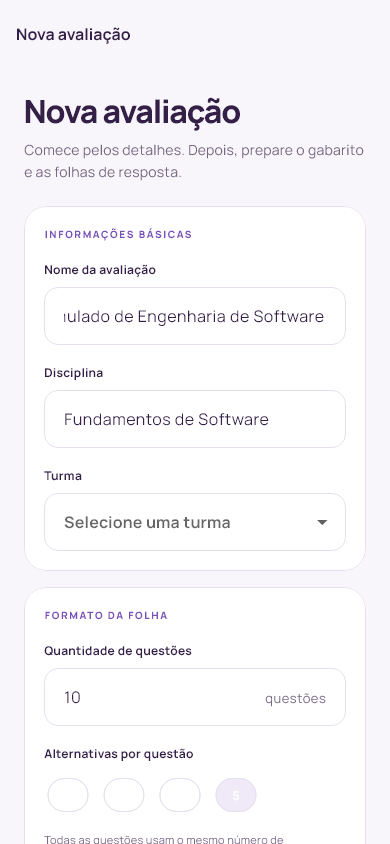 Nova avaliação
Nova avaliação
Comece pelos detalhes. Depois, prepare o gabarito
e as folhas de resposta.
INFORMAÇÕES BÁSICAS
Nome da avaliação
ulado de Engenharia de Software
Disciplina
Fundamentos de Software
Turma
Selecione uma turma
FORMATO DA FOLHA
Quantidade de questões
10 questões
Alternativas por questão
5
Todas as questões usam o mesmo número de